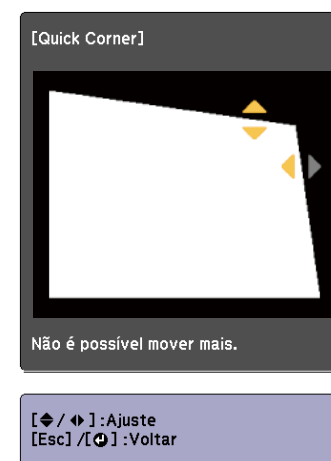 [Quick Corner]
Não é possível mover mais.
[◆/◆]:Ajuste
[Esc]/[↵]:Voltar